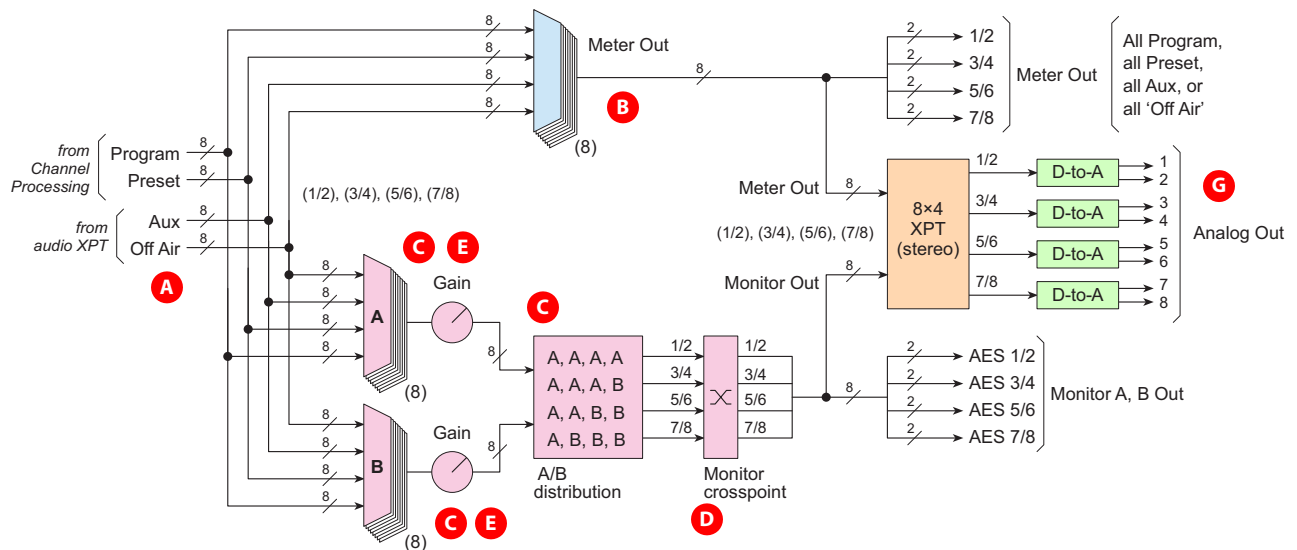 from
Channel
Processing
Program
8
Preset
8
from
audio XPT
Aux
8
Off Air
8
A
8
8
8
8
Meter Out
(8)
B
8
2
1/2
2
3/4
2
5/6
2
7/8
Meter Out
All Program,
all Preset,
all Aux, or
all ‘Off Air’
(1/2), (3/4), (5/6), (7/8)
8
8
8
8
A
(8)
C
E
Gain
8
8
8
8
8
B
(8)
Gain
8
C
E
C
A, A, A, A
A, A, A, B
A, A, B, B
A, B, B, B
A/B
distribution
1/2
3/4
5/6
7/8
Monitor
crosspoint
D
1/2
3/4
5/6
7/8
Meter Out
8
(1/2), (3/4), (5/6), (7/8)
Monitor Out
8
8×4
XPT
(stereo)
1/2
3/4
5/6
7/8
D-to-A
D-to-A
D-to-A
D-to-A
1
2
3
4
5
6
7
8
G
Analog Out
8
2
AES 1/2
2
AES 3/4
2
AES 5/6
2
AES 7/8
Monitor A, B Out